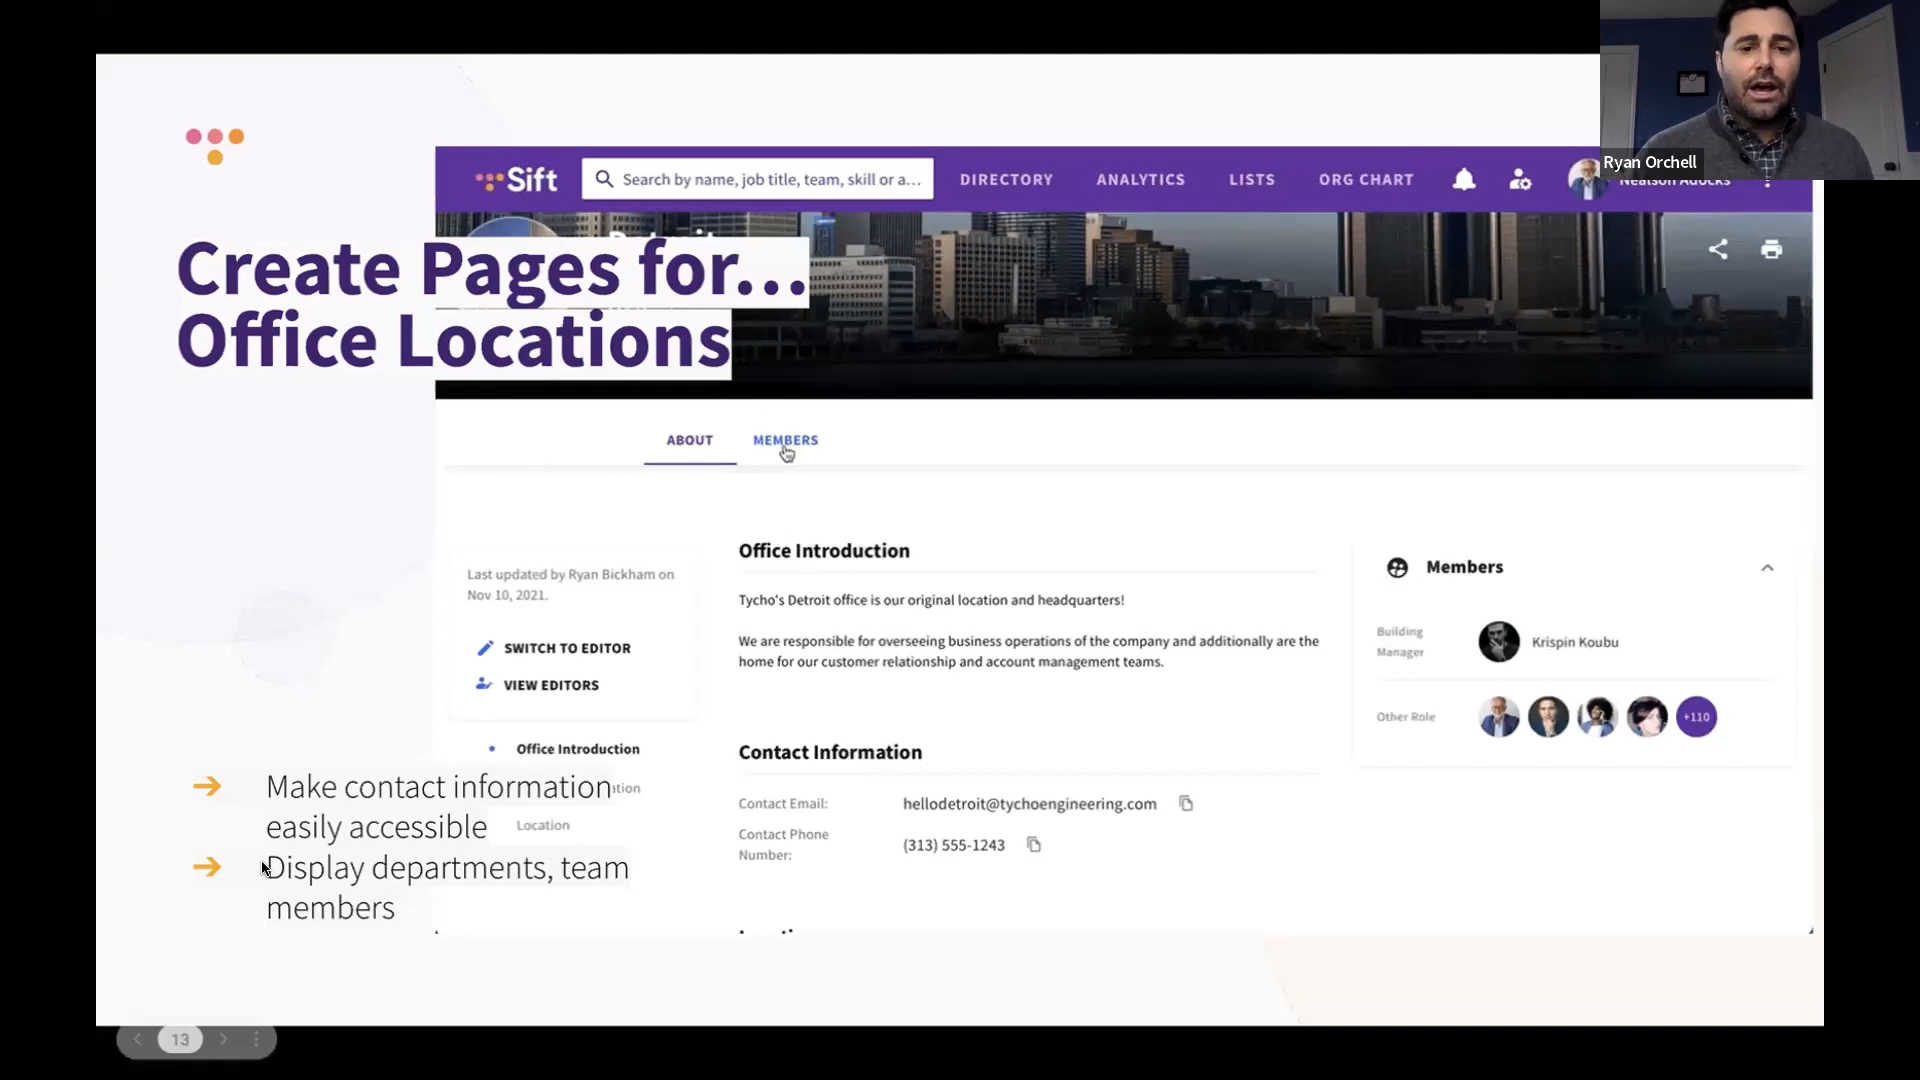 Ryan Orchell
Sift
Search by name, job title, team, skill or a...
DIRECTORY
ANALYTICS
LISTS
ORG CHART
Create Pages for...
Office Locations
ABOUT
MEMBERS
Last updated by Ryan Bickham on
Nov 10, 2021.
SWITCH TO EDITOR
VIEW EDITORS
Office Introduction
Location
Make contact information
easily accessible
Display departments, team
members
Office Introduction
Tycho's Detroit office is our original location and headquarters!
We are responsible for overseeing business operations of the company and additionally are the
home for our customer relationship and account management teams.
Contact Information
Contact Email:
hellodetroit@tychoengineering.com
Contact Phone
Number:
(313) 555-1243
Members
Building
Manager
Krispin Koubu
Other Role
+110
13